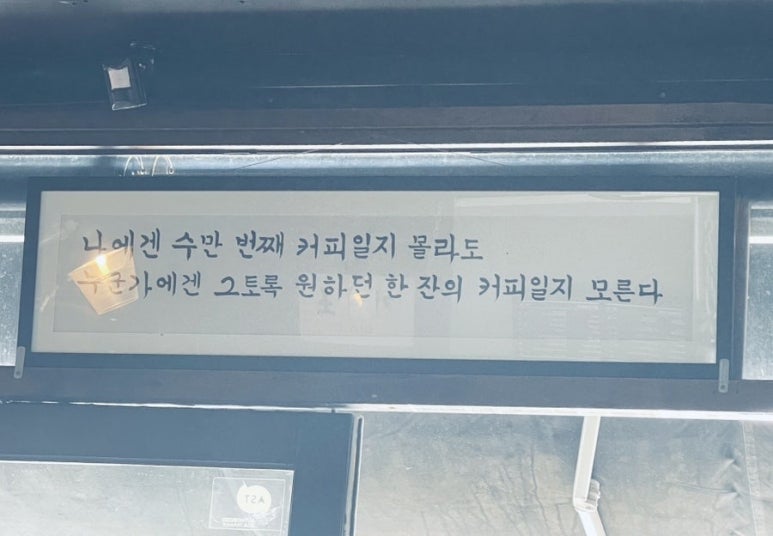 나에겐 수만 번째 커피일지 몰라도
누군가에겐 그토록 원하던 한 잔의 커피일지 모른다